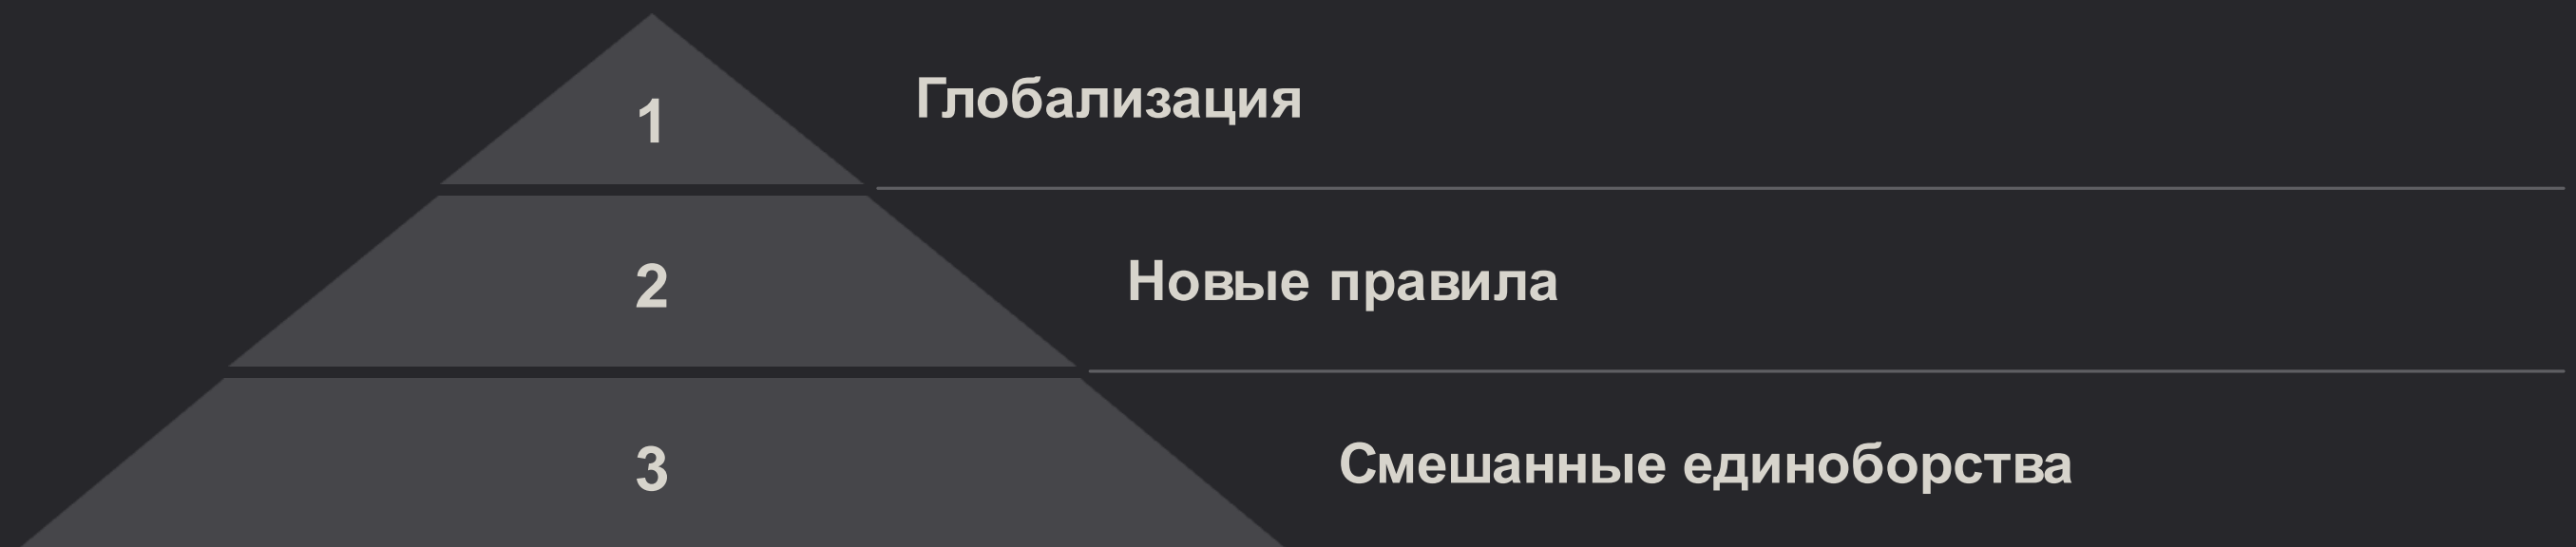 1
Глобализация
2
Новые правила
3
Смешанные единоборства